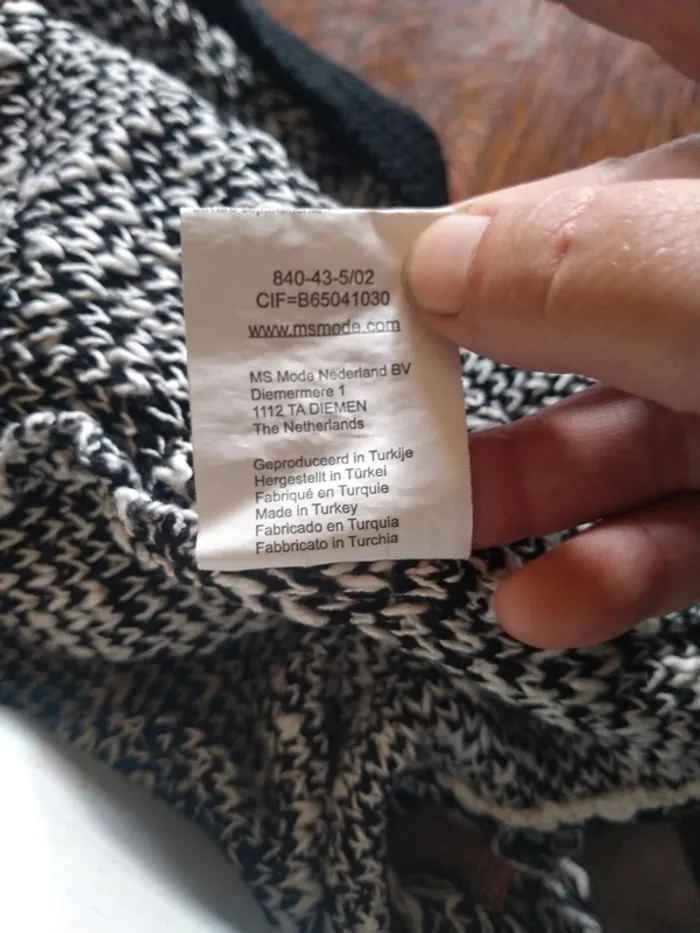 840-43-5/02
CIF=B65041030
www.msmode.com
MS Mode Nederland BV
Diemermere 1
1112 TA DIEMEN
The Netherlands
Geproduceerd in Turkije
Hergestellt in Türkei
Fabriqué en Turquie
Made in Turkey
Fabricado en Turquia
Fabbricato in Turchia